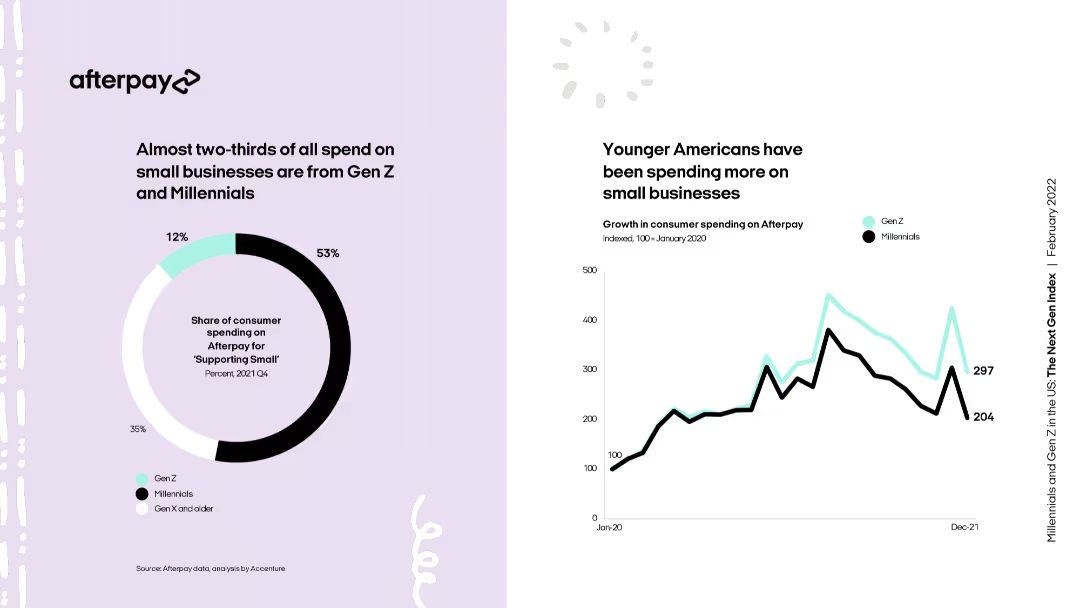 afterpay
Almost two-thirds of all spend on
small businesses are from Gen Z
and Millennials
12%
53%
Share of consumer
spending on
Afterpay for
'Supporting Small'
Percent, 2021 Q4
35%
Gen Z
Millennials
Gen X and older
Source: Afterpay data, analysis by Accenture
Younger Americans have
been spending more on
small businesses
Growth in consumer spending on Afterpay
Indexed, 100 = January 2020
Gen Z
Millennials
500
400
300
200
100
0
100
297
204
Jan-20
Dec-21
Millennials and Gen Z in the US: The Next Gen Index | February 2022